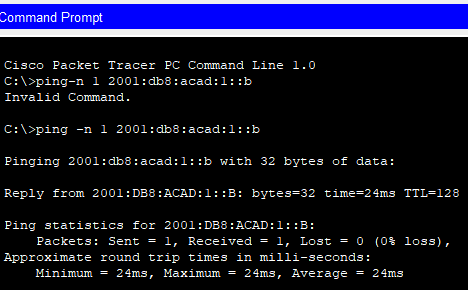 Command Prompt
Cisco Packet Tracer PC Command Line 1.0
C:\>ping-n 1 2001:db8:acad:1::b
Invalid Command.
C:\>ping -n 1 2001:db8:acad:1::b
Pinging 2001:db8:acad:1::b with 32 bytes of data:
Reply from 2001:DB8:ACAD:1::B: bytes=32 time=24ms TTL=128
Ping statistics for 2001:DB8:ACAD:1::B:
Packets: Sent = 1, Received = 1, Lost = 0 (0% loss),
Approximate round trip times in milli-seconds:
Minimum = 24ms, Maximum = 24ms, Average = 24ms